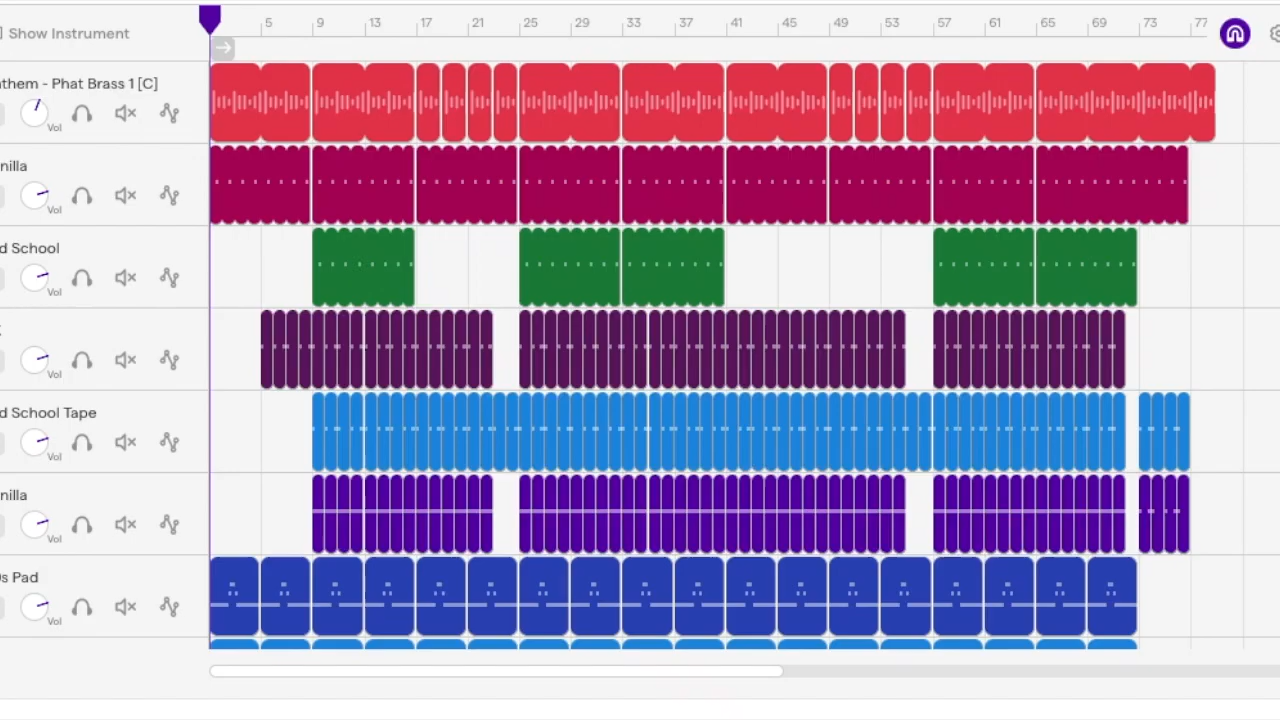 5 9 13 17 21 25 29 33 37 41 45 49 53 57 61 65 69 73 77
Show Instrument
them - Phat Brass 1 [C]
Vol
nilla
Vol
d School
Vol
Vol
d School Tape
Vol
nilla
Vol
s Pad
Vol